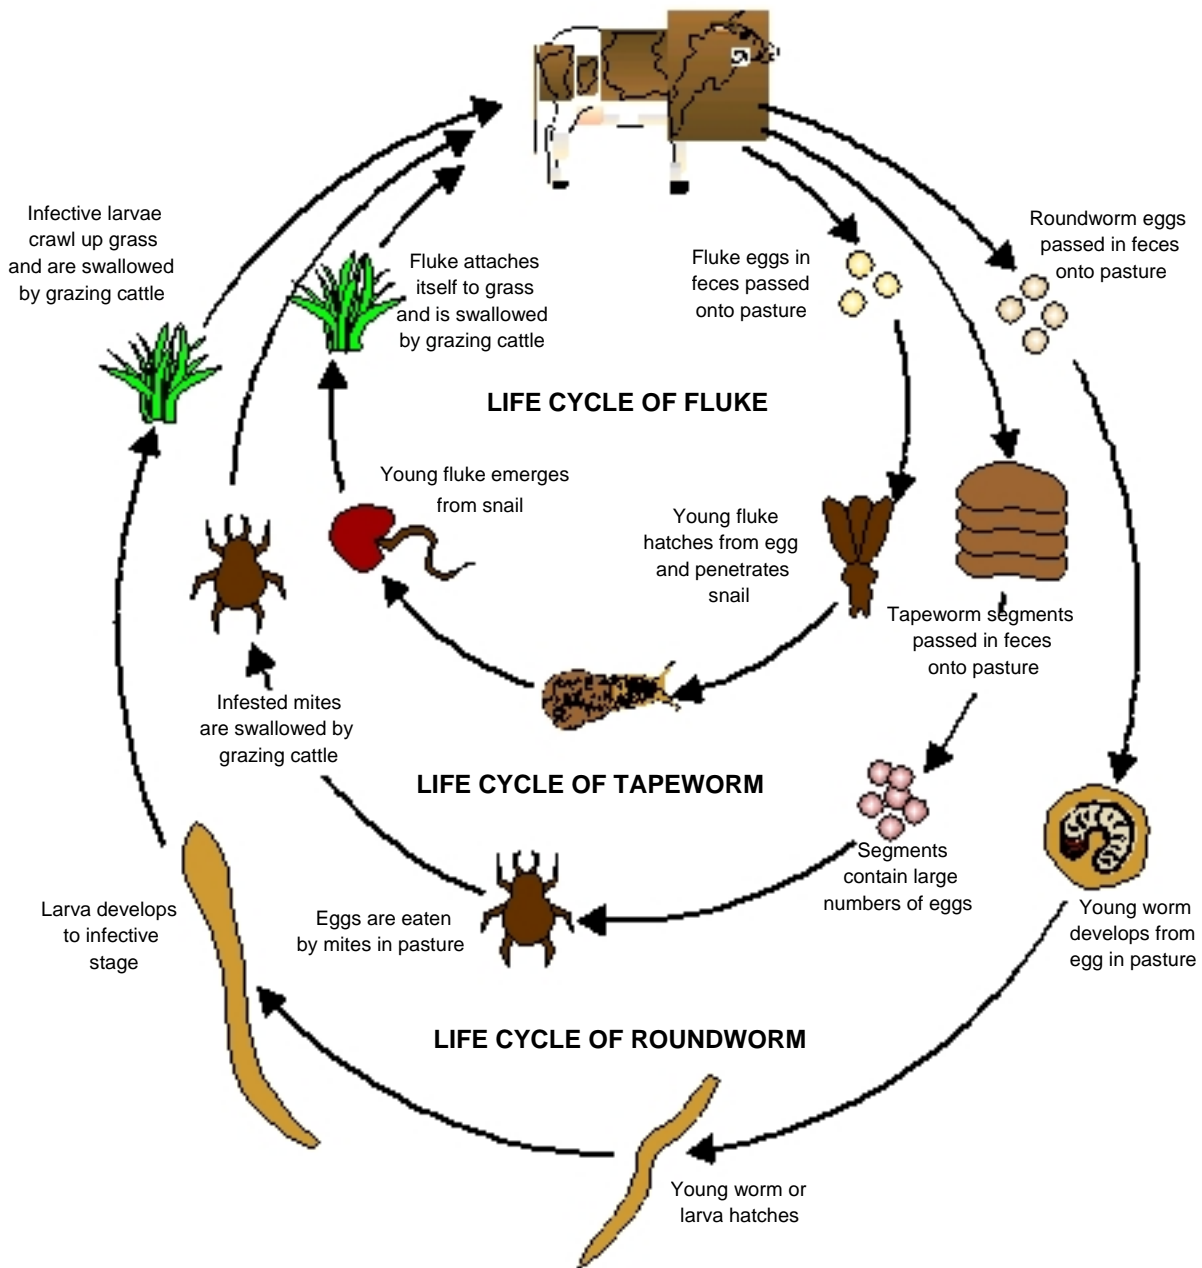 Infective larvae
crawl up grass
and are swallowed
by grazing cattle
Fluke attaches
itself to grass
and is swallowed
by grazing cattle
Fluke eggs in
feces passed
onto pasture
Roundworm eggs
passed in feces
onto pasture
LIFE CYCLE OF FLUKE
Young fluke emerges
from snail
Young fluke
hatches from egg
and penetrates
snail
Tapeworm segments
passed in feces
onto pasture
Infested mites
are swallowed by
grazing cattle
LIFE CYCLE OF TAPEWORM
Segments
contain large
numbers of eggs
Larva develops
to infective
stage
Eggs are eaten
by mites in pasture
Young worm
develops from
egg in pasture
LIFE CYCLE OF ROUNDWORM
Young worm or
larva hatches